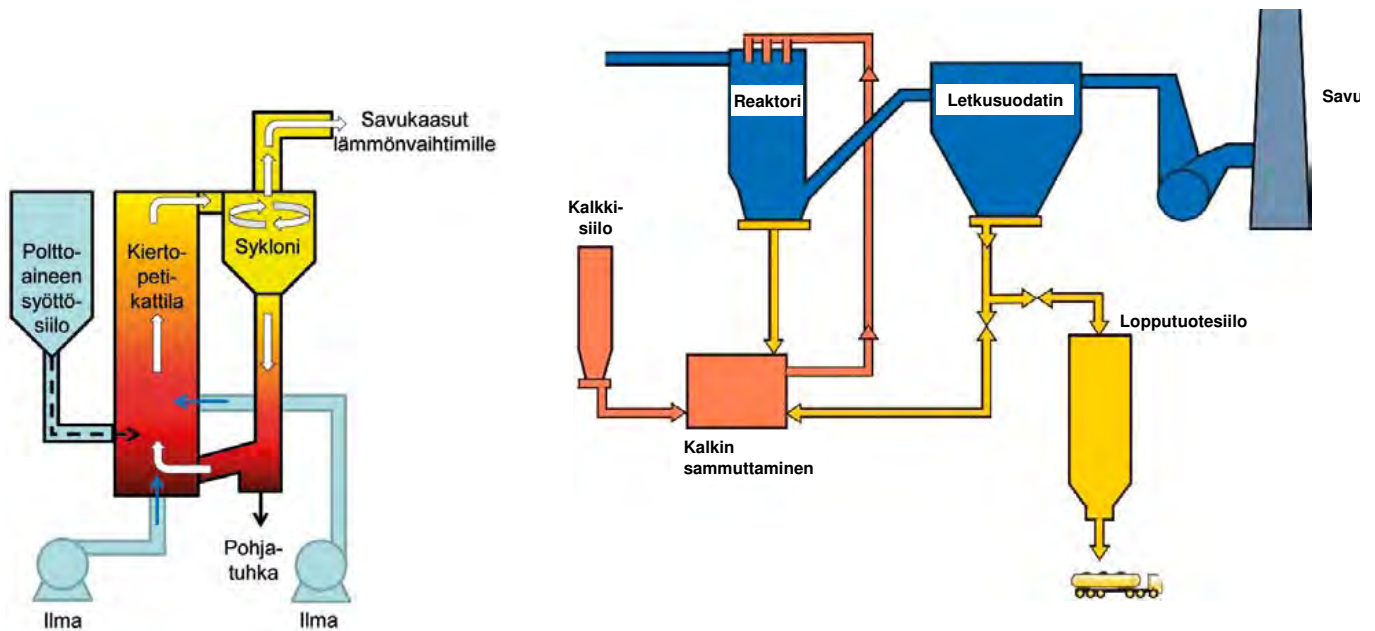 Savukaasut
lämmönvaihtimille
Poltto-
aineen
syöttö-
siilo
Kierto-
peti-
kattila
Sykloni
Pohja-
tuhka
Ilma
Ilma
Reaktori
Letkusuodatin
Savu
Kalkki-
siilo
Lopputuotesiilo
Kalkin
sammuttaminen